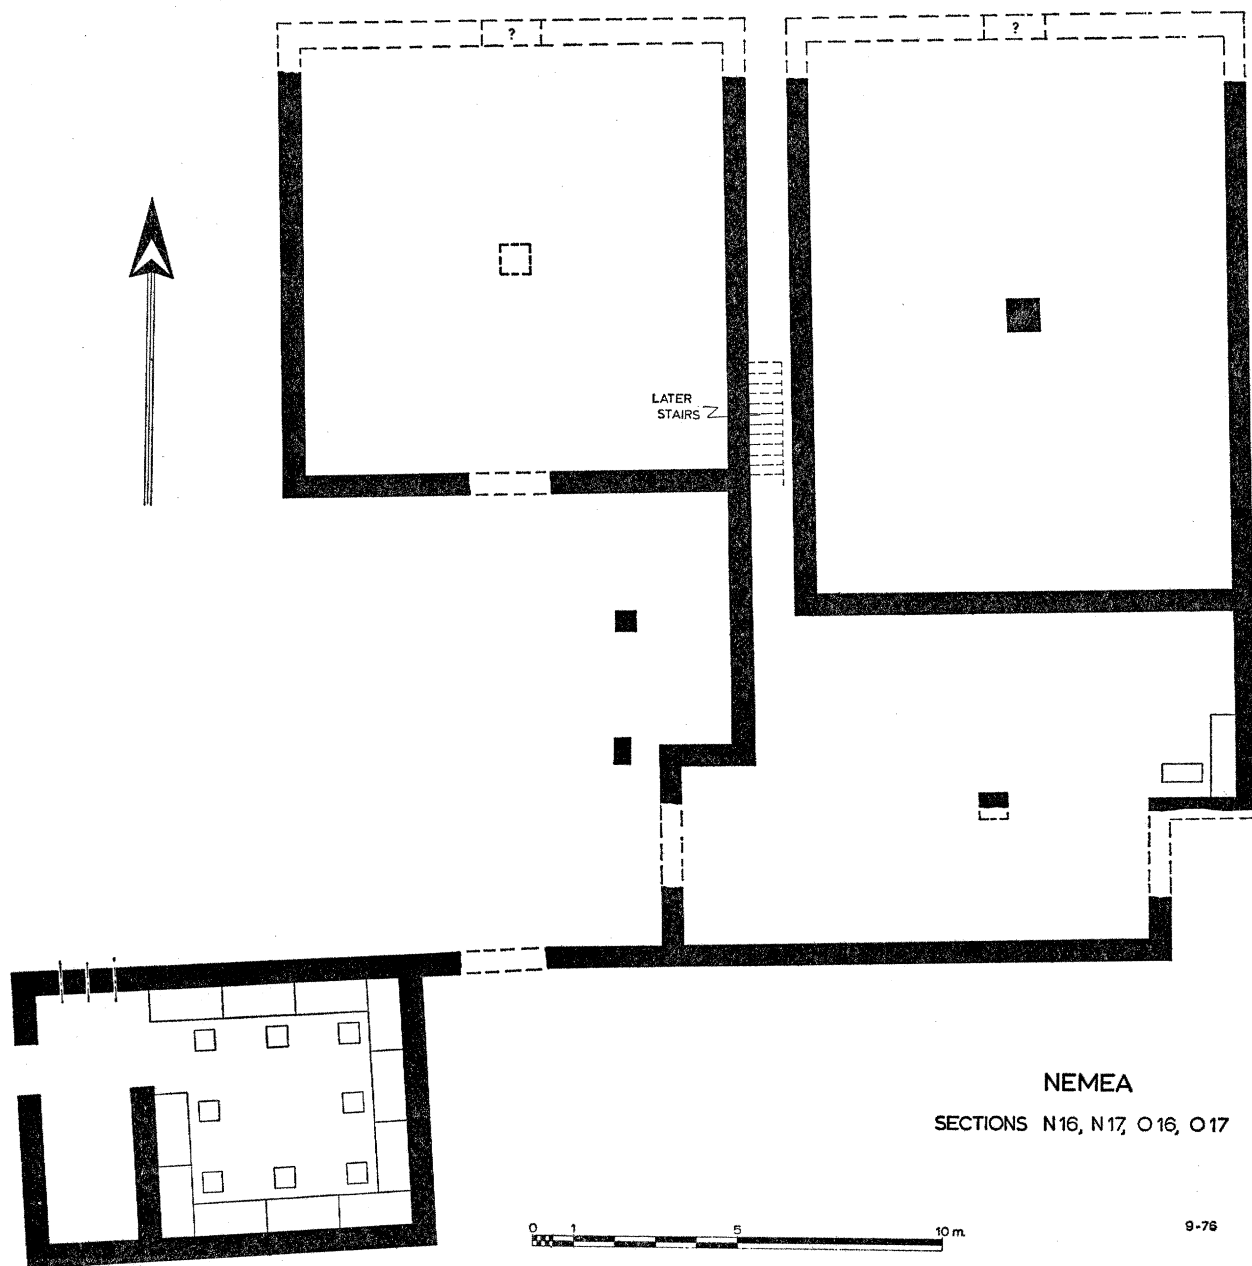 ?
?
LATER
STAIRS
NEMEA
SECTIONS N16, N17, O16, O17
0 1 5 10 m.
9-76